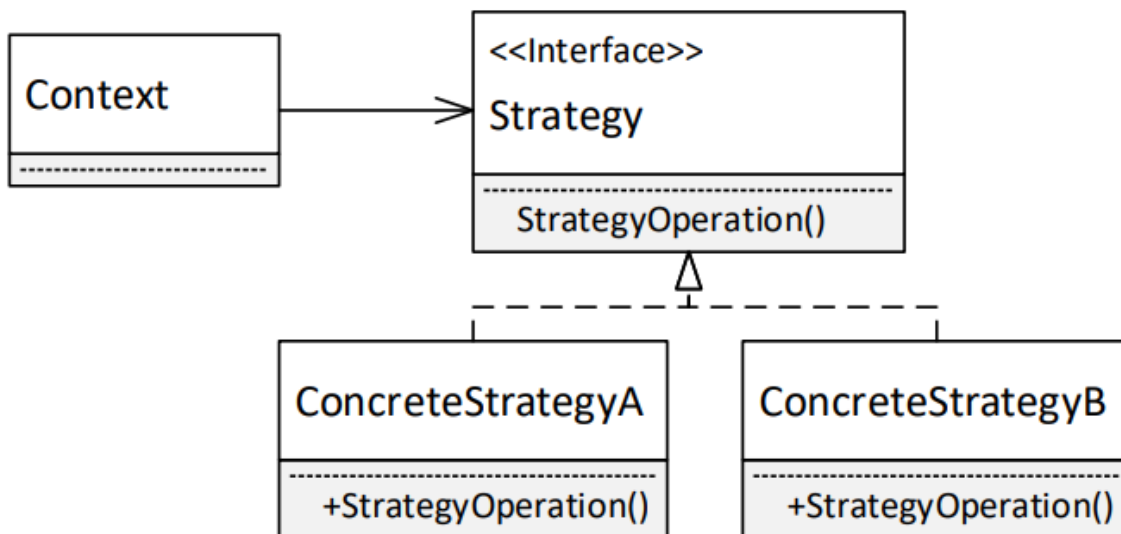 Context
<<Interface>>
Strategy
StrategyOperation()
ConcreteStrategyA
+StrategyOperation()
ConcreteStrategyB
+StrategyOperation()